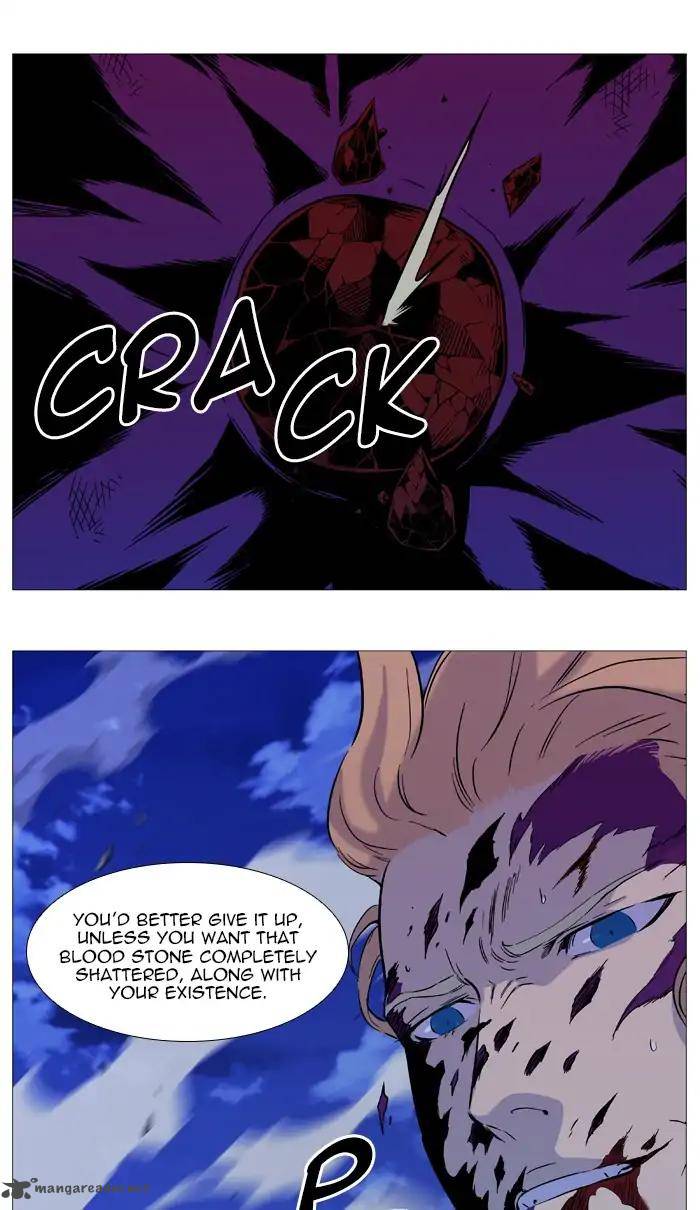 CRACK
YOU'D BETTER GIVE IT UP,
UNLESS YOU WANT THAT
BLOOD STONE COMPLETELY
SHATTERED, ALONG WITH
YOUR EXISTENCE.
P
mangareader.net